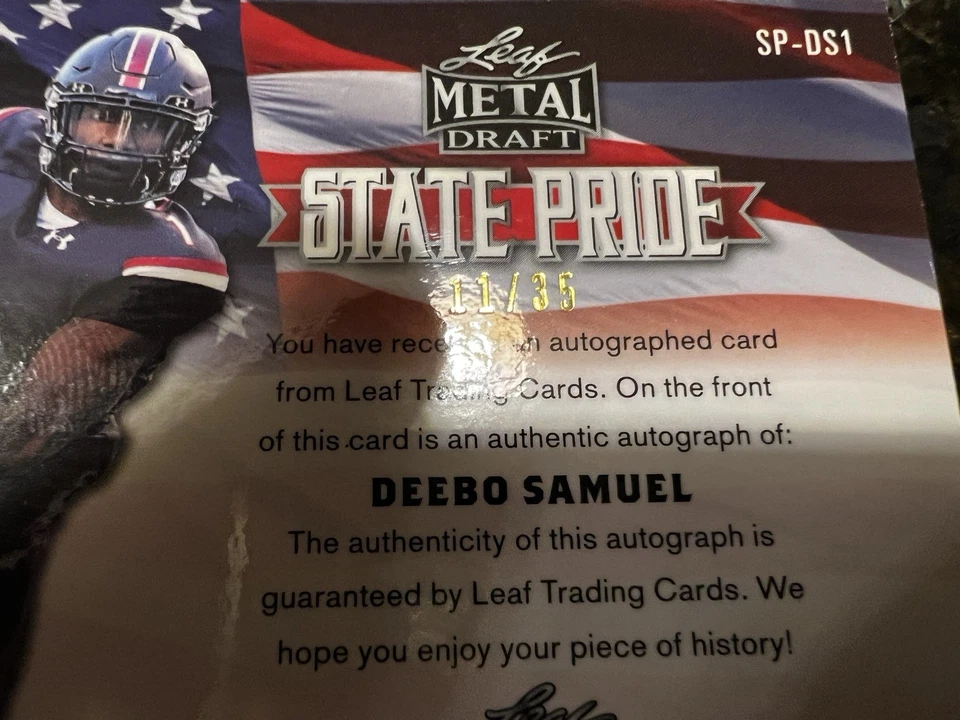 SP-DS1
Leaf
METAL
DRAFT
STATE PRIDE
11/35
You have autographed card
from Leaf Trading Cards. On the front
of this card is an authentic autograph of:
DEEBO SAMUEL
The authenticity of this autograph is
guaranteed by Leaf Trading Cards. We
hope you enjoy your piece of history!
Leaf